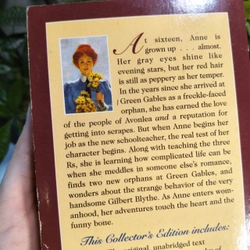 At sixteen, Anne is
grown up . . . almost.
Her gray eyes shine like
evening stars, but her red hair
is still as peppery as her temper.
In the years since she arrived at
Green Gables as a freckle-faced
orphan, she has earned the love
of the people of Avonlea and a reputation for
getting into scrapes. But when Anne begins her
job as the new schoolteacher, the real test of her
character begins. Along with teaching the three
Rs, she is learning how complicated life can be
when she meddles in someone else's romance,
finds two new orphans at Green Gables, and
wonders about the strange behavior of the very
handsome Gilbert Blythe. As Anne enters wom-
anhood, her adventures touch the heart and the
funny bone.
This Collector's Edition includes:
original, unabridged text